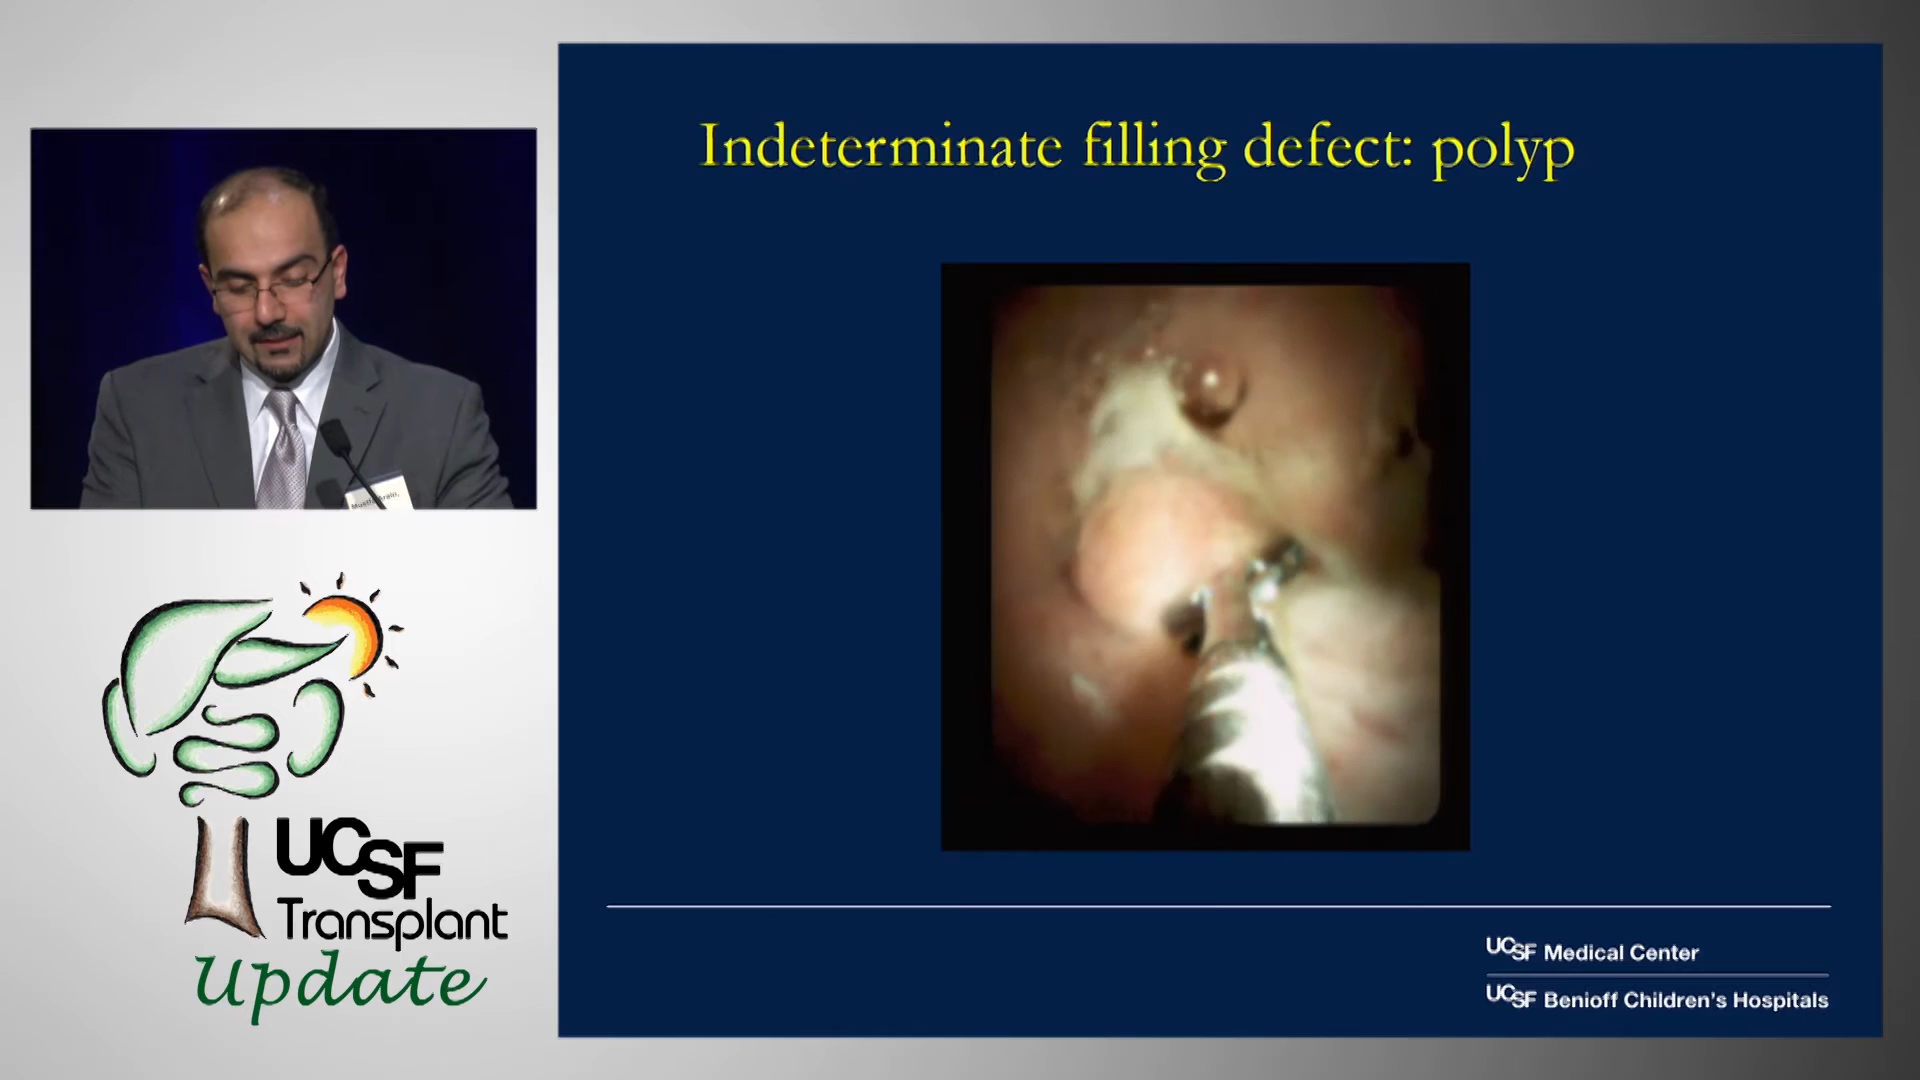 Indeterminate filling defect: polyp
UCSF
Transplant
Update
UCSF Medical Center
UCSF Benioff Children's Hospitals